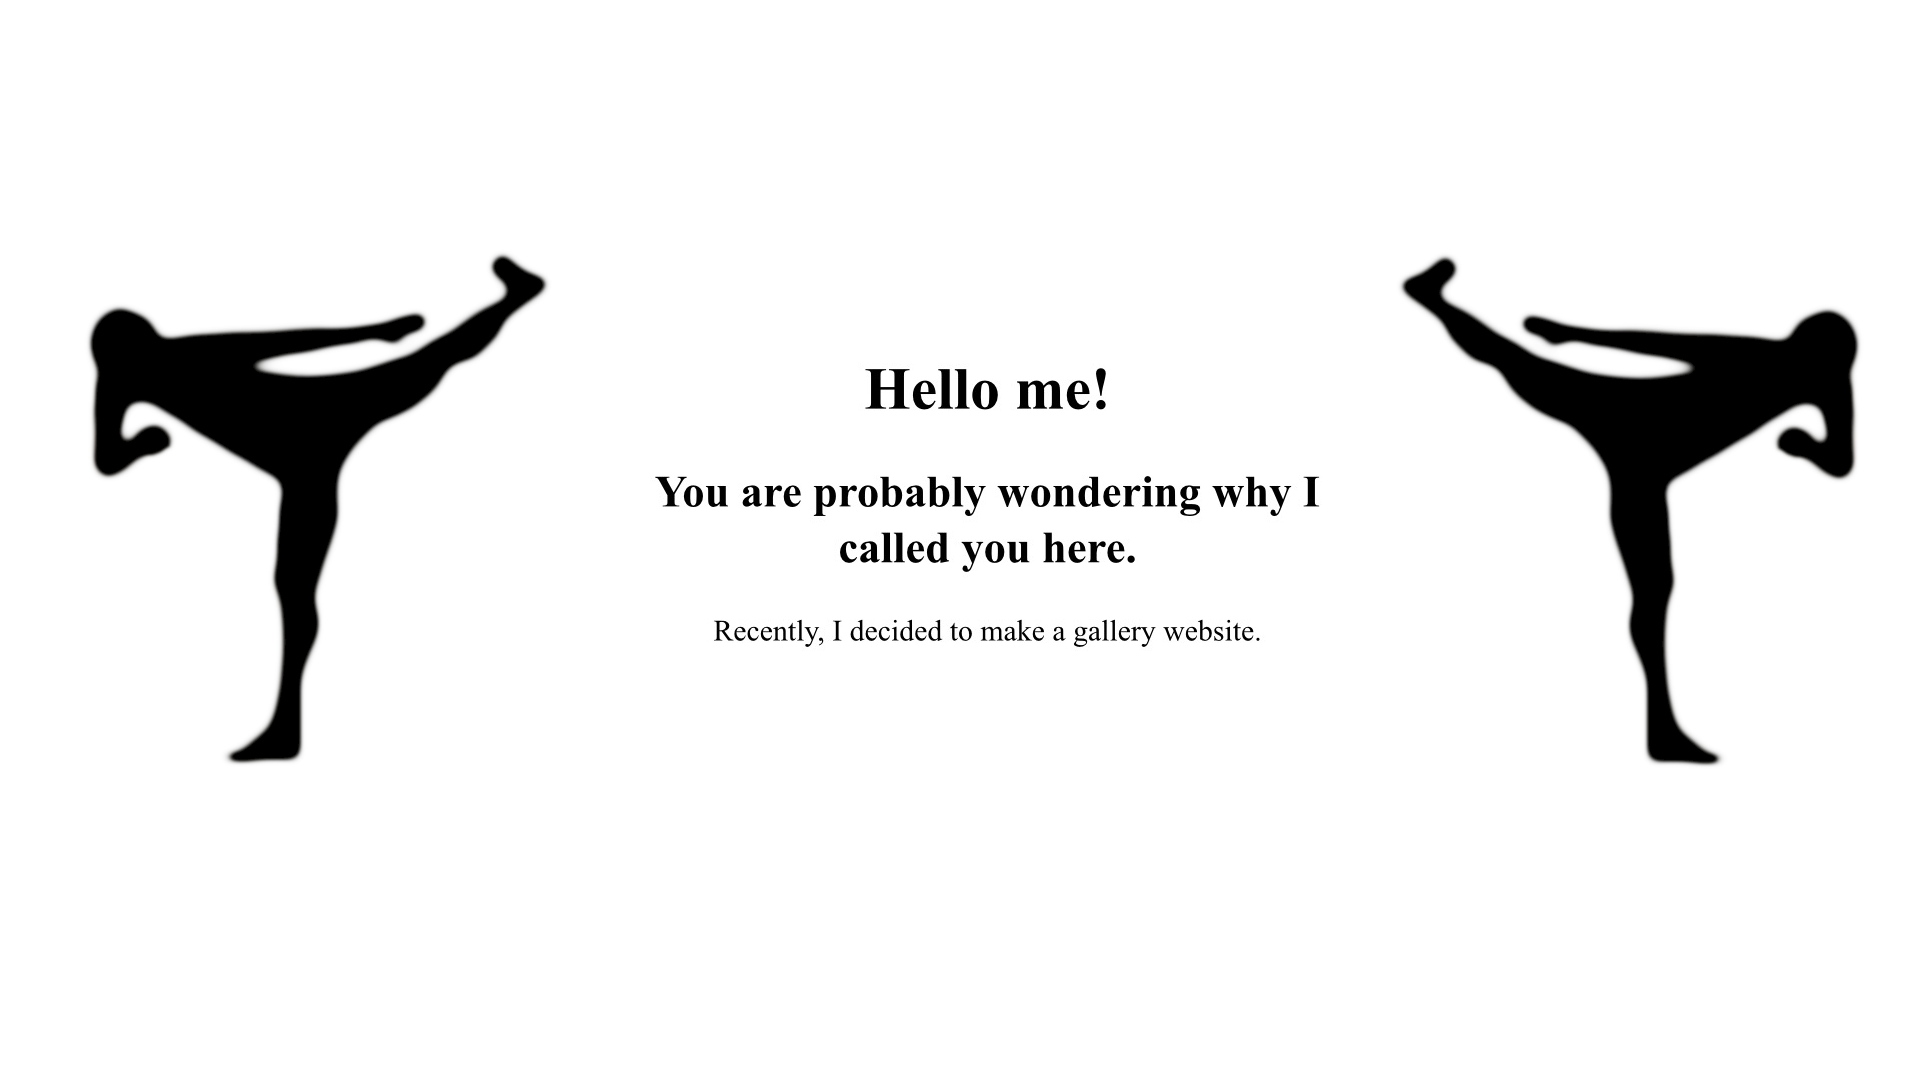 Hello me!
You are probably wondering why I
called you here.
Recently, I decided to make a gallery website.